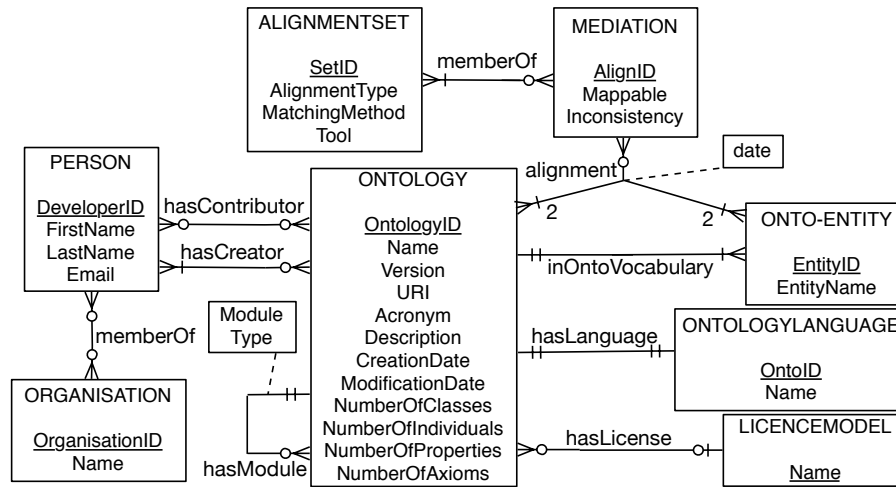 ALIGNMENTSET
SetID
AlignmentType
MatchingMethod
Tool
memberOf
MEDIATION
AlignID
Mappable
Inconsistency
date
alignment
2
2
PERSON
DeveloperID
FirstName
LastName
Email
hasContributor
hasCreator
ONTOLOGY
OntologyID
Name
Version
URI
Acronym
Description
CreationDate
ModificationDate
NumberOfClasses
NumberOfIndividuals
NumberOfProperties
NumberOfAxioms
inOntoVocabulary
ONTO-ENTITY
EntityID
EntityName
memberOf
Module
Type
hasModule
hasLanguage
ONTOLOGYLANGUAGE
OntoID
Name
ORGANISATION
OrganisationID
Name
hasLicense
LICENCEMODEL
Name